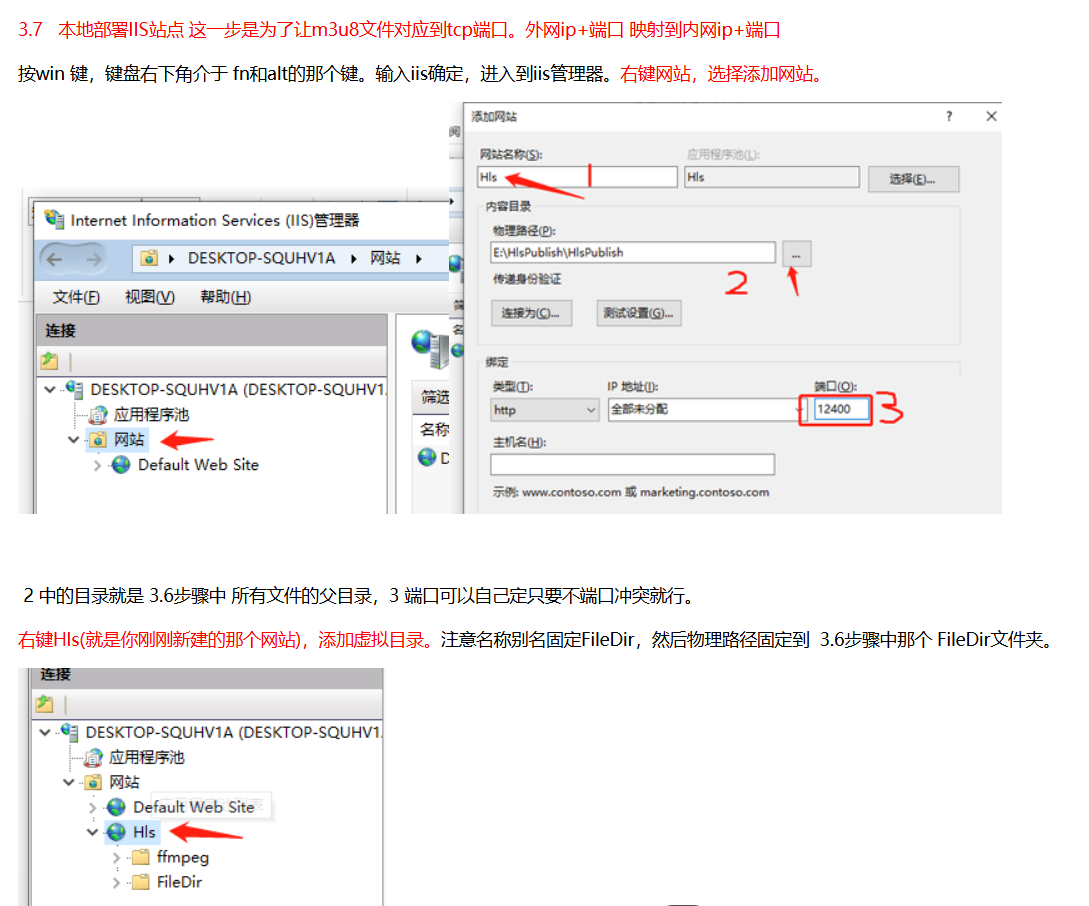 3.7 本地部署IIS站点 这一步是为了让m3u8文件对应到tcp端口。外网ip+端口 映射到内网ip+端口
按win 键，键盘右下角介于 fn和alt的那个键。输入iis确定，进入到iis管理器。右键网站，选择添加网站。
Internet Information Services (IIS)管理器
DESKTOP-SQUHV1A
网站
文件(F) 视图(V) 帮助(H)
连接
DESKTOP-SQUHV1A (DESKTOP-SQUHV1
应用程序池
网站
Default Web Site
筛选
名称
D
添加网站
? ×
网站名称(S): 应用程序池(L):
Hls Hls 选择(E)...
1
内容目录
物理路径(P):
E:\HlsPublish\HlsPublish ...
传递身份验证
2
连接为(C)... 测试设置(G)...
绑定
类型(T): IP 地址(I): 端口(O):
http 全部未分配 12400
3
主机名(H):
示例: www.contoso.com 或 marketing.contoso.com
2 中的目录就是 3.6步骤中 所有文件的父目录，3 端口可以自己定只要不端口冲突就行。
右键Hls(就是你刚刚新建的那个网站)，添加虚拟目录。注意名称别名固定FileDir，然后物理路径固定到 3.6步骤中那个 FileDir文件夹。
连接
DESKTOP-SQUHV1A (DESKTOP-SQUHV1
应用程序池
网站
Default Web Site
Hls
ffmpeg
FileDir